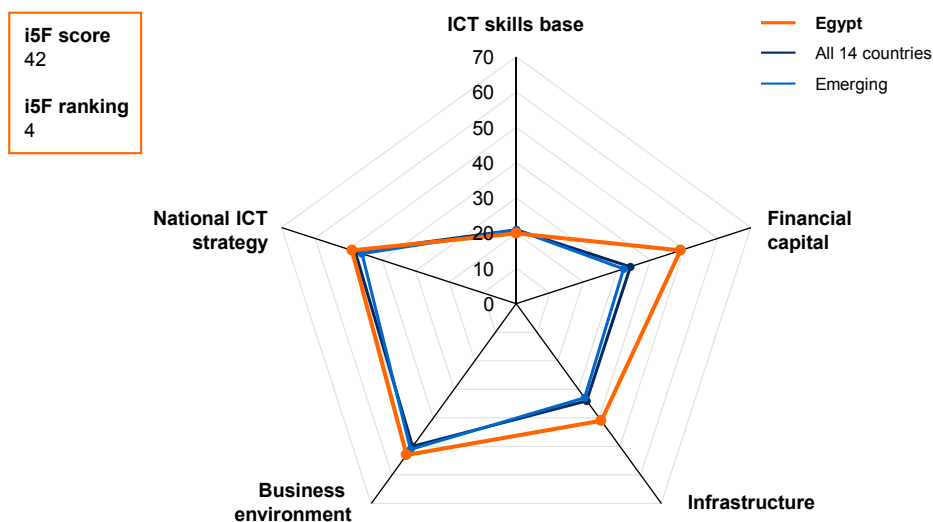 i5F score
42
i5F ranking
4
ICT skills base
Egypt
All 14 countries
Emerging
70
60
50
40
30
20
10
0
National ICT
strategy
Financial
capital
Business
environment
Infrastructure